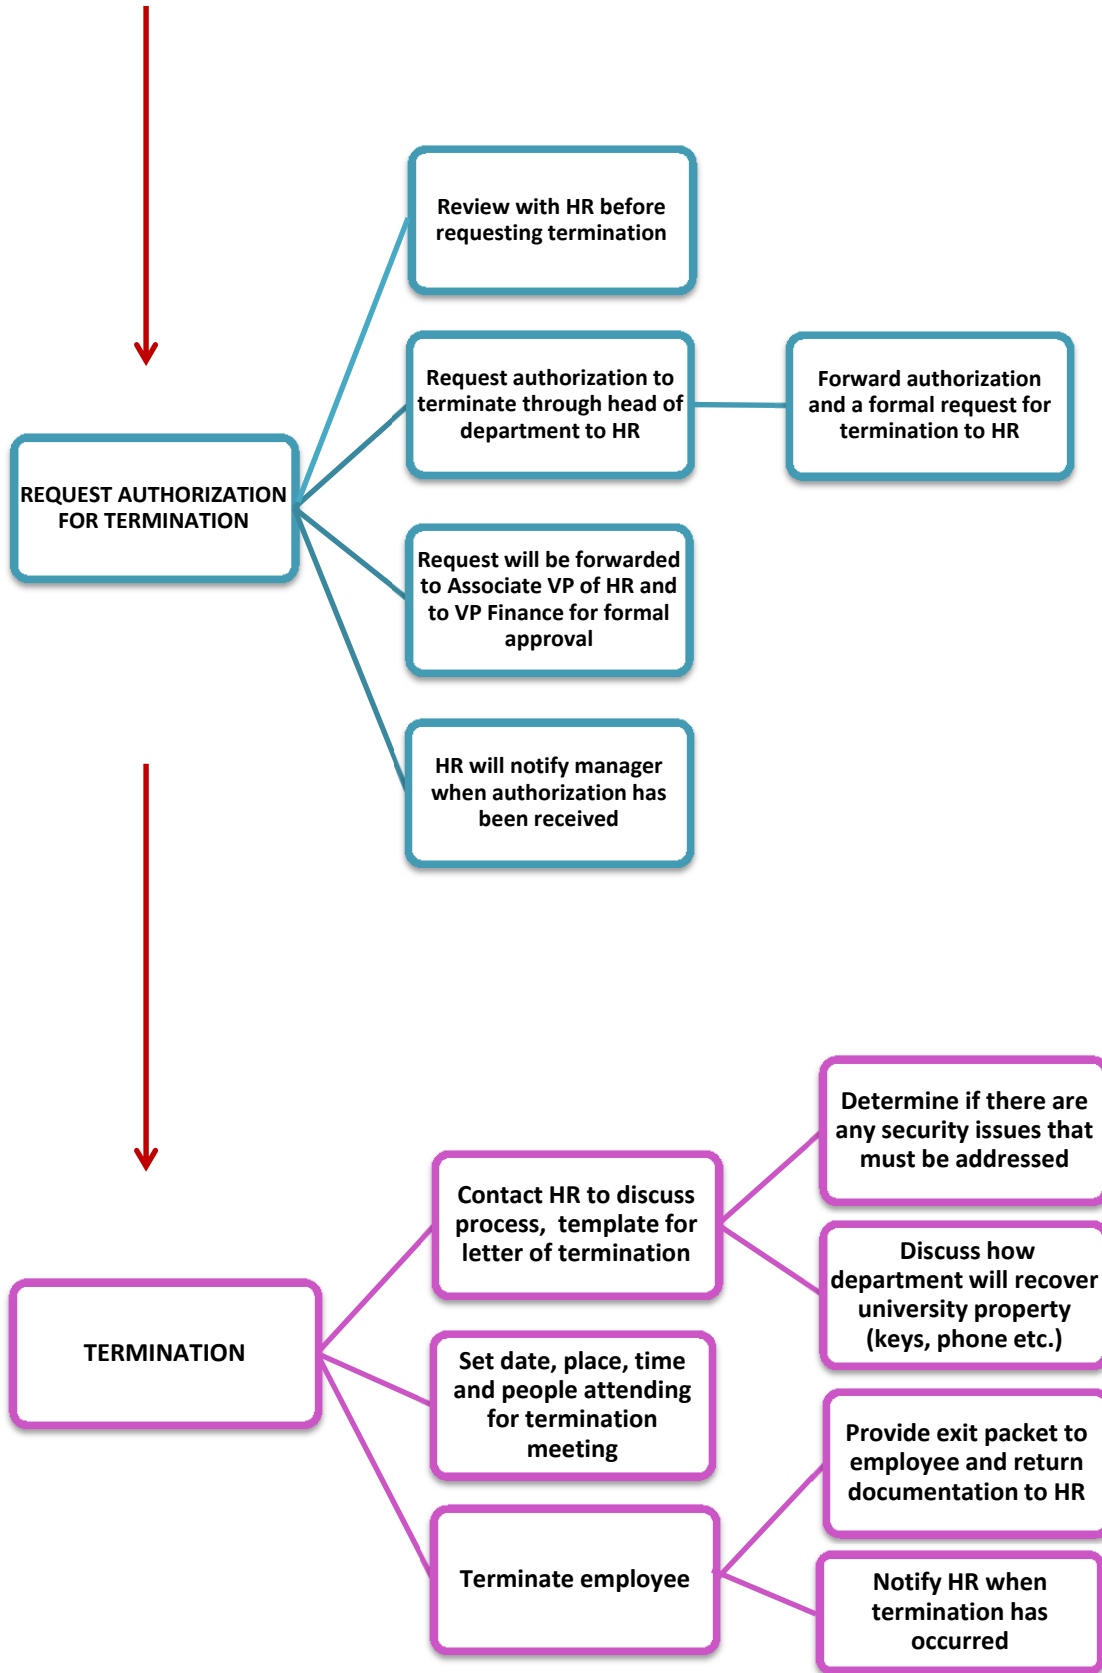 Review with HR before
requesting termination
Request authorization to
terminate through head of
department to HR
Forward authorization
and a formal request for
termination to HR
REQUEST AUTHORIZATION
FOR TERMINATION
Request will be forwarded
to Associate VP of HR and
to VP Finance for formal
approval
HR will notify manager
when authorization has
been received
Determine if there are
any security issues that
must be addressed
Contact HR to discuss
process,  template for
letter of termination
Discuss how
department will recover
university property
(keys, phone etc.)
TERMINATION
Set date, place, time
and people attending
for termination
meeting
Provide exit packet to
employee and return
documentation to HR
Terminate employee
Notify HR when
termination has
occurred